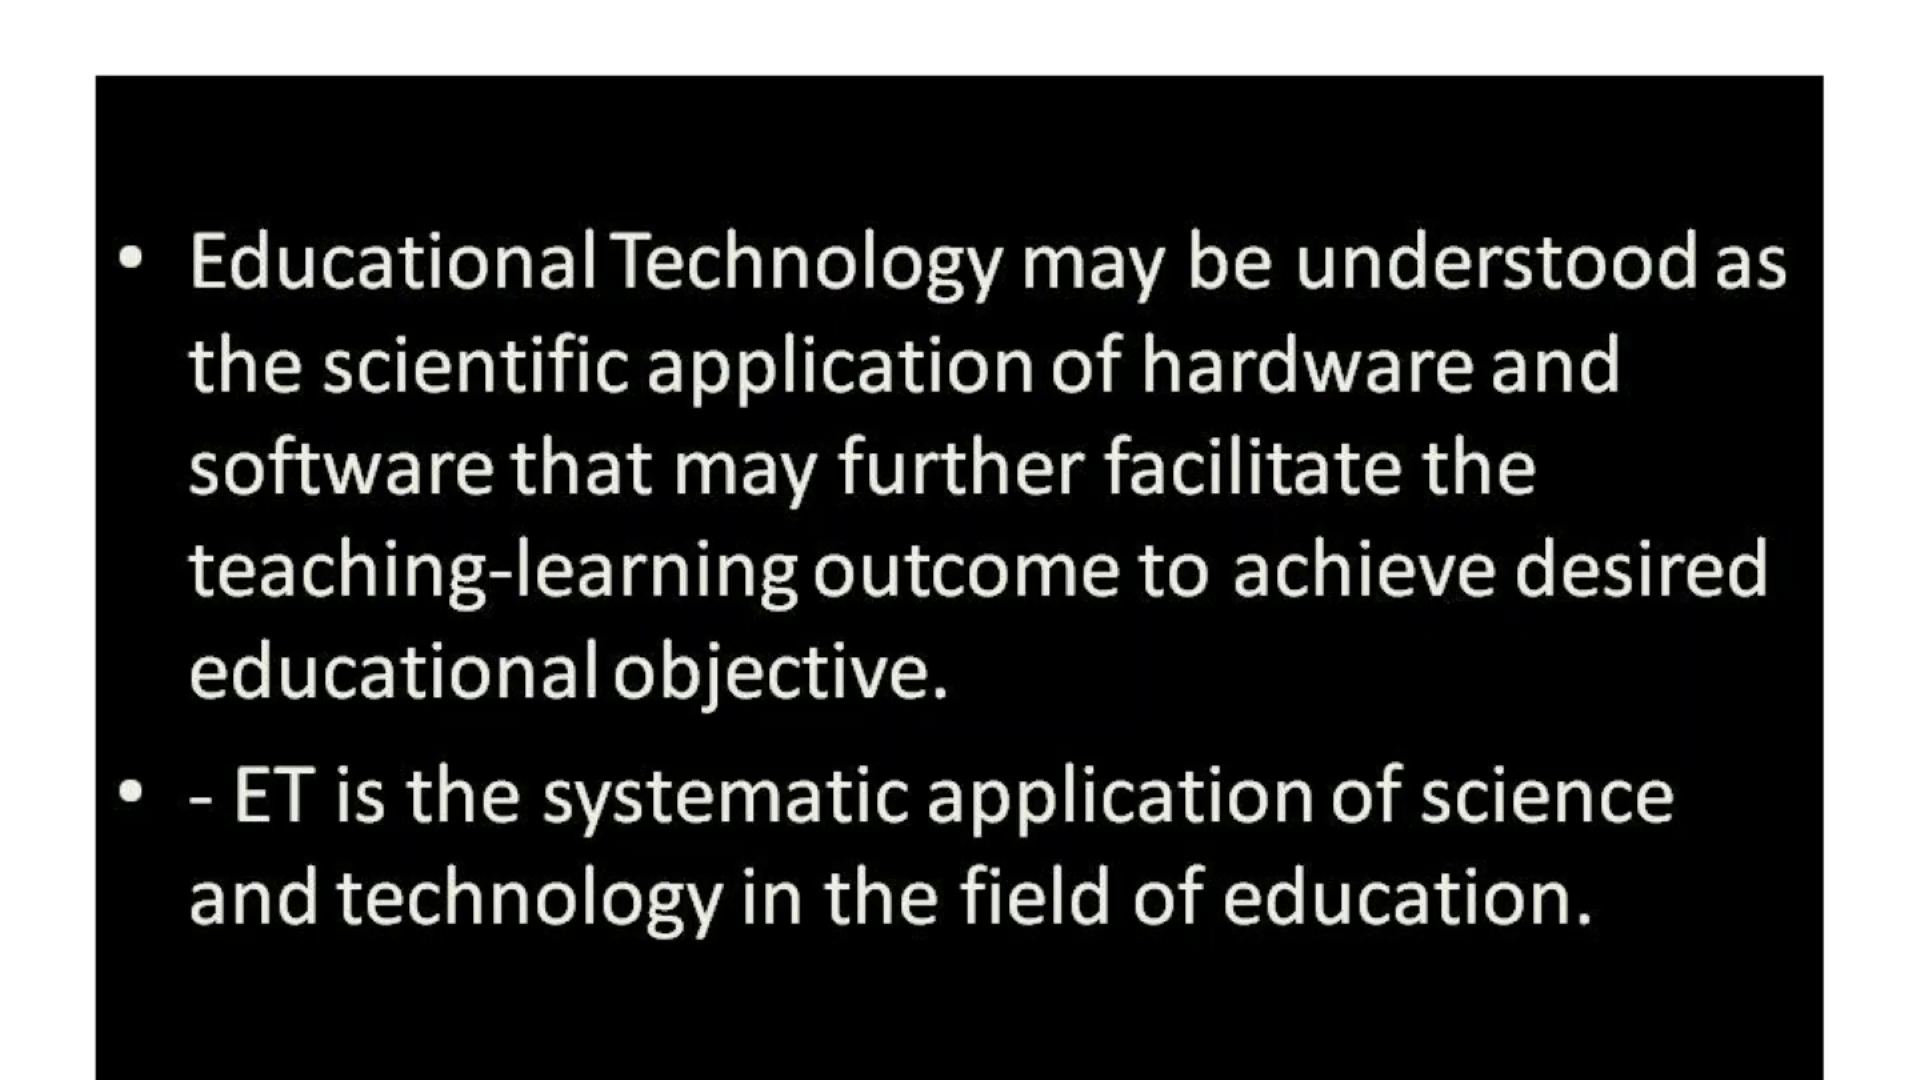 • Educational Technology may be understood as
the scientific application of hardware and
software that may further facilitate the
teaching-learning outcome to achieve desired
educational objective.
• - ET is the systematic application of science
and technology in the field of education.